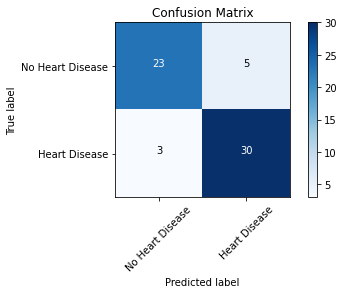 Confusion Matrix
No Heart Disease
Heart Disease
True label
23
5
3
30
No Heart Disease
Heart Disease
Predicted label
30
25
20
15
10
5